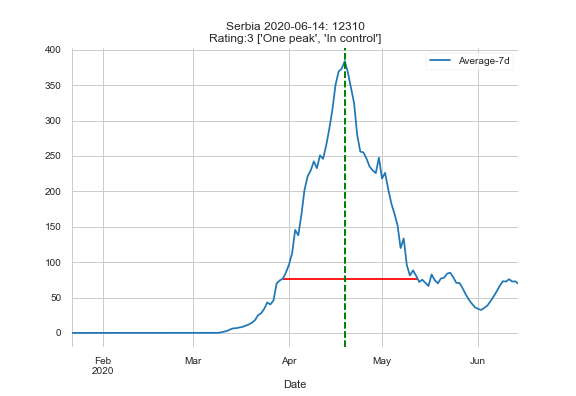 Serbia 2020-06-14: 12310
Rating:3 ['One peak', 'In control']
Average-7d
400
350
300
250
200
150
100
50
0
Feb
2020
Mar
Apr
May
Jun
Date